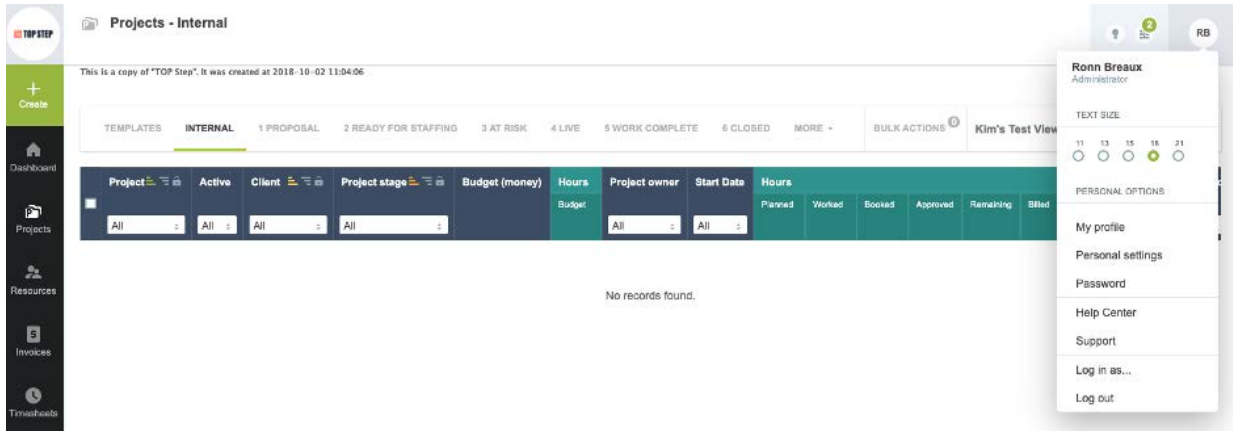 TOP STEP
Projects - Internal
2
RB
This is a copy of "TOP Step". It was created at 2018-10-02 11:04:06
Create
Dashboard
Projects
Resources
Invoices
Timesheets
TEMPLATES INTERNAL 1 PROPOSAL 2 READY FOR STAFFING 3 AT RISK 4 LIVE 5 WORK COMPLETE 6 CLOSED MORE BULK ACTIONS 0 Kim's Test View
Project Active Client Project stage Budget (money) Hours Project owner Start Date Hours
Budget Planned Worked Booked Approved Remaining Billed
All All All All All All
No records found.
Ronn Breaux
Administrator
TEXT SIZE
11 13 15 18 21
PERSONAL OPTIONS
My profile
Personal settings
Password
Help Center
Support
Log in as...
Log out